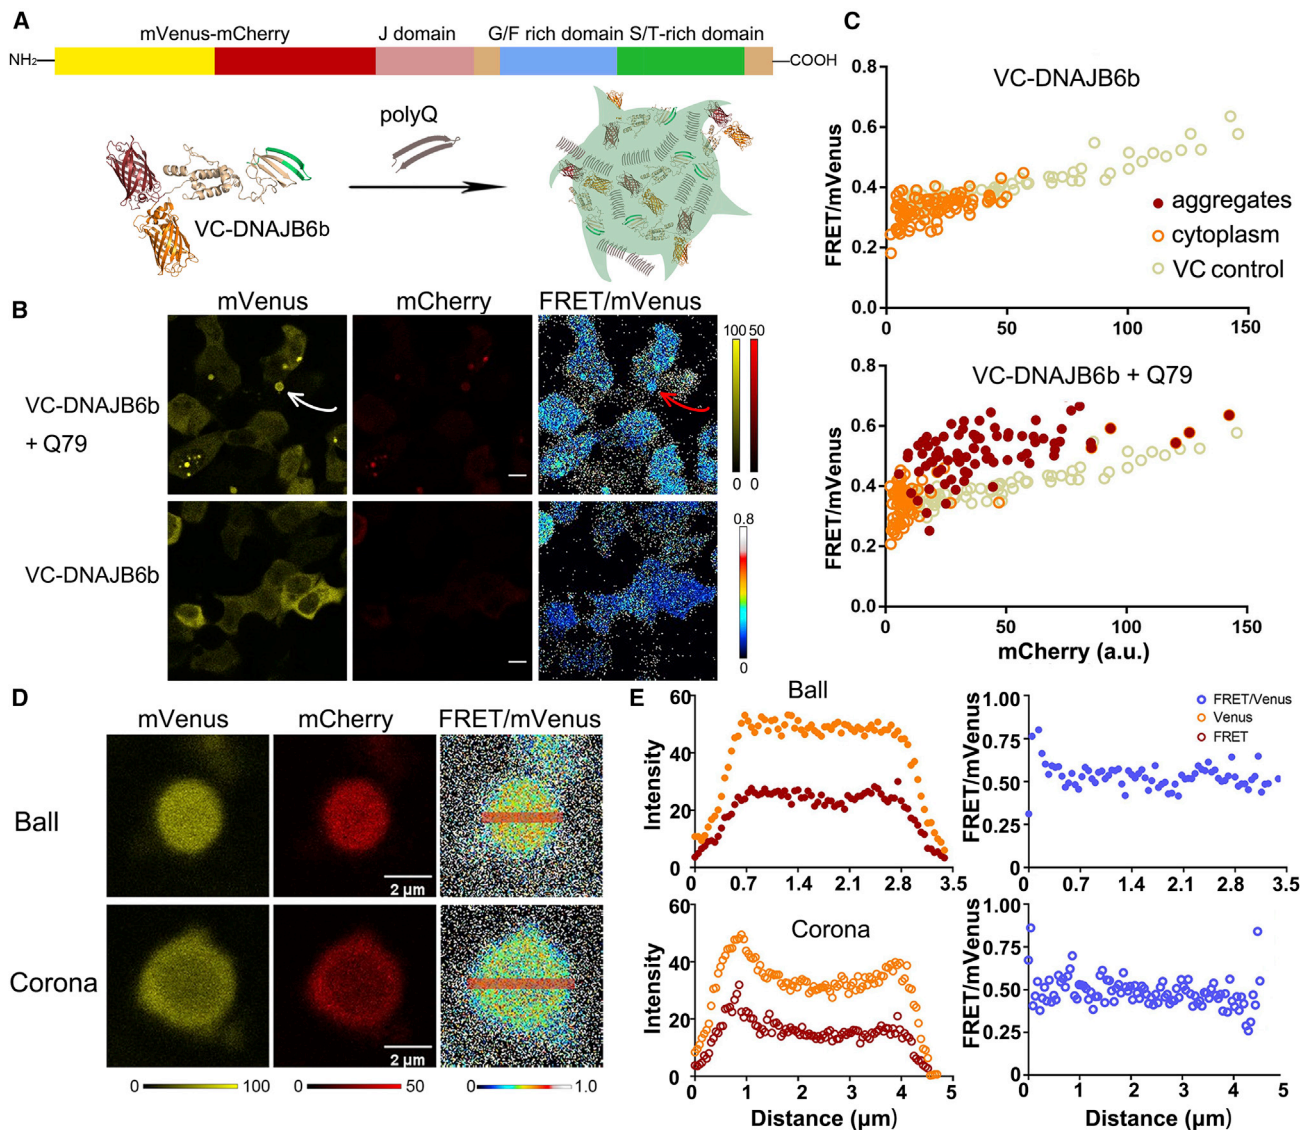 A
mVenus-mCherry J domain G/F rich domain S/T-rich domain
NH2 COOH
polyQ
VC-DNAJB6b
B
mVenus mCherry FRET/mVenus
VC-DNAJB6b
+ Q79
100 50
0 0
VC-DNAJB6b
0.8
0
C
VC-DNAJB6b
FRET/mVenus
0.8
0.6
0.4
0.2
0.0
0 50 100 150
aggregates
cytoplasm
VC control
VC-DNAJB6b + Q79
FRET/mVenus
0.8
0.6
0.4
0.2
0.0
0 50 100 150
mCherry (a.u.)
D
mVenus mCherry FRET/mVenus
Ball
2 µm
Corona
2 µm
0 100 0 50 0 1.0
E
Ball
Intensity
60
40
20
0
0 0.7 1.4 2.1 2.8 3.5
FRET/mVenus
1.00
0.75
0.50
0.25
0
0 0.7 1.4 2.1 2.8 3.5
FRET/Venus
Venus
FRET
Corona
Intensity
60
40
20
0
0 1 2 3 4 5
Distance (µm)
FRET/mVenus
1.00
0.75
0.50
0.25
0
0 1 2 3 4 5
Distance (µm)